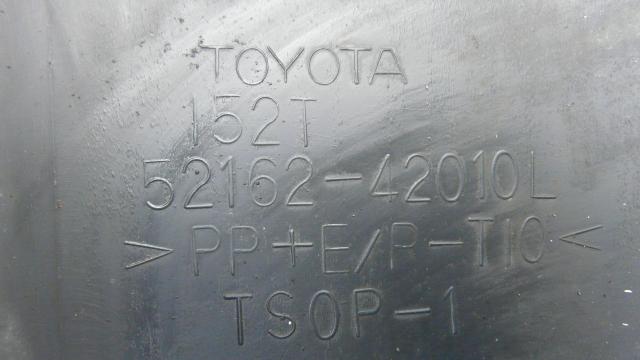 TOYOTA
152T
52162-42010L
>PP+E/P-T10<
TSOP-1